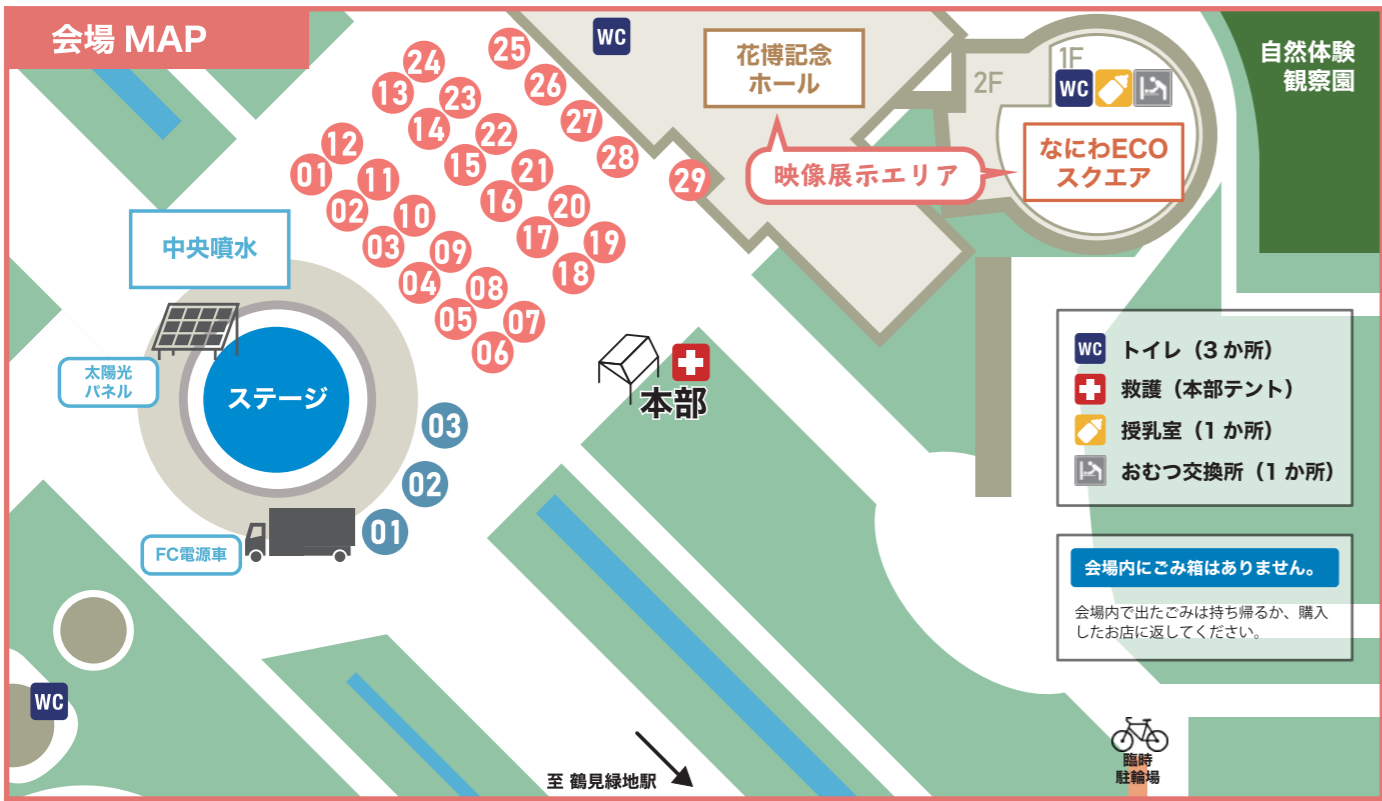 会場 MAP
WC
花博記念
ホール
2F
1F
WC
なにわECO
スクエア
映像展示エリア
自然体験
観察園
25
24
26
13
23
27
14
22
28
12
15
21
29
01
11
16
20
02
10
17
19
03
09
18
04
08
05
07
06
中央噴水
太陽光
パネル
ステージ
本部
03
02
01
FC電源車
WC トイレ（3 か所）
救護（本部テント）
授乳室（1 か所）
おむつ交換所（1 か所）
会場内にごみ箱はありません。
会場内で出たごみは持ち帰るか、購入
したお店に返してください。
WC
至 鶴見緑地駅
臨時
駐輪場